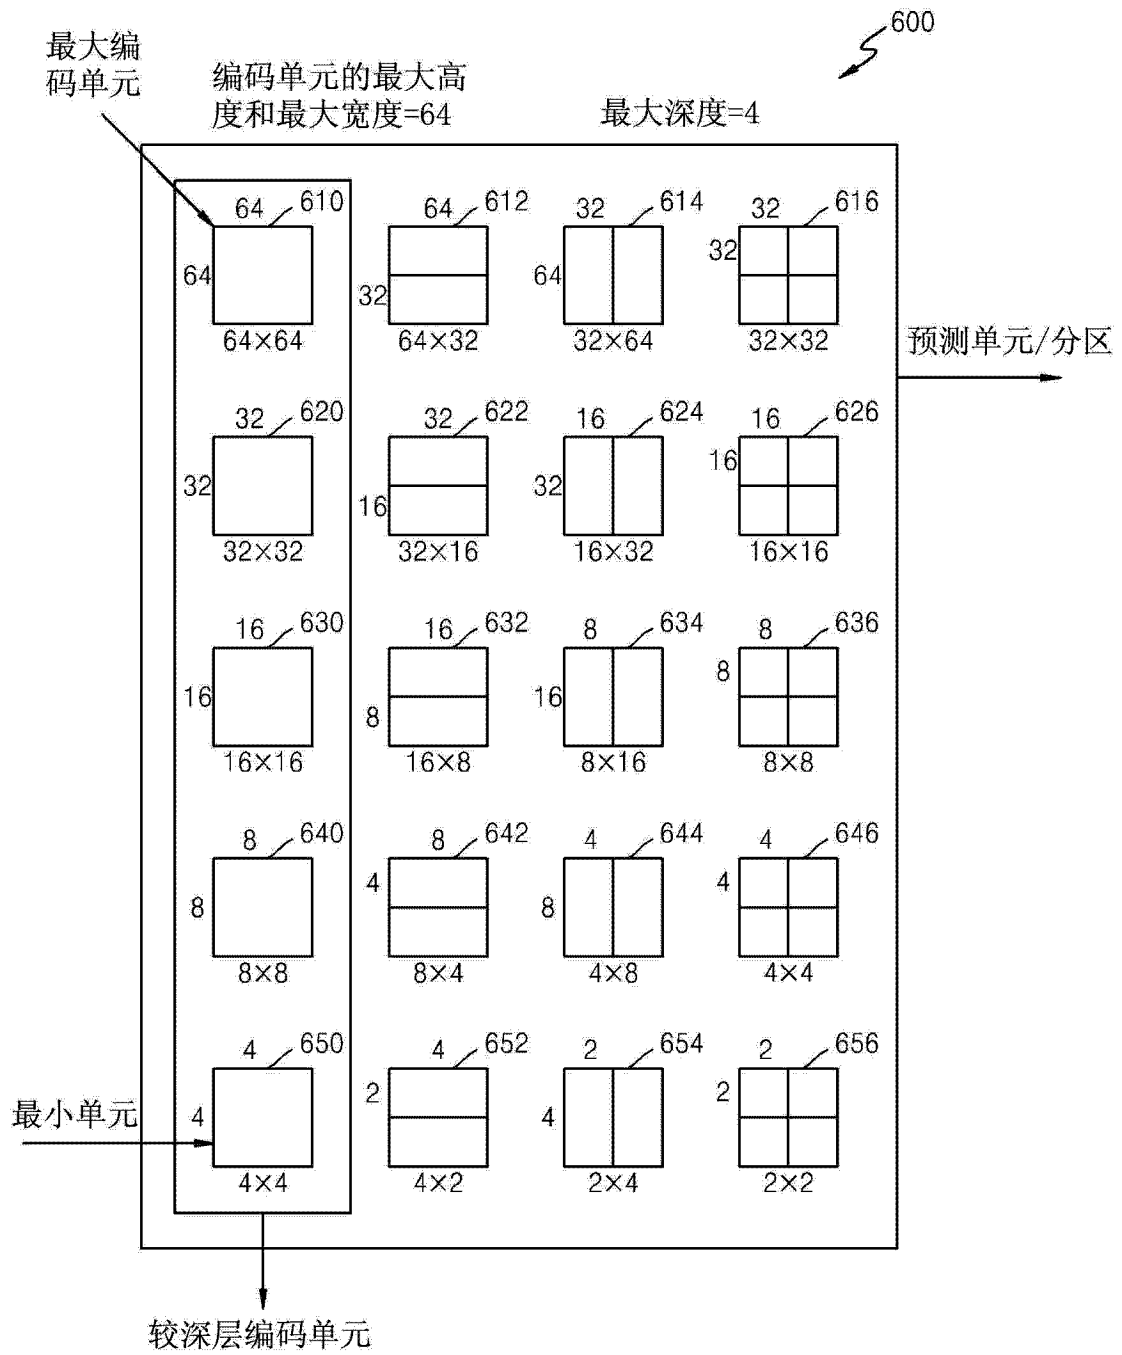 600
最大编
码单元
编码单元的最大高
度和最大宽度=64
最大深度=4
64 610 64 612 32 614 32 616
64 32 64 32
64×64 64×32 32×64 32×32
预测单元/分区
32 620 32 622 16 624 16 626
32 16 32 16
32×32 32×16 16×32 16×16
16 630 16 632 8 634 8 636
16 8 16 8
16×16 16×8 8×16 8×8
8 640 8 642 4 644 4 646
8 4 8 4
8×8 8×4 4×8 4×4
4 650 4 652 2 654 2 656
4 2 4 2
最小单元
4×4 4×2 2×4 2×2
较深层编码单元